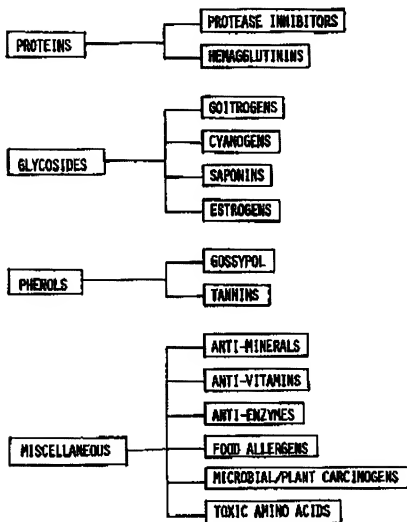 PROTEINS
PROTEASE INHIBITORS
HEMAGGLUTININS
GLYCOSIDES
GOITROGENS
CYANOGENS
SAPONINS
ESTROGENS
PHEROLS
GOSSYPOL
TANNINS
MISCELLANEOUS
ANTI-MINERALS
ANTI-VITAMINS
ANTI-ENZYMES
FOOD ALLERGENS
MICROBIAL/PLANT CARCINOGENS
TOXIC AMINO ACIDS